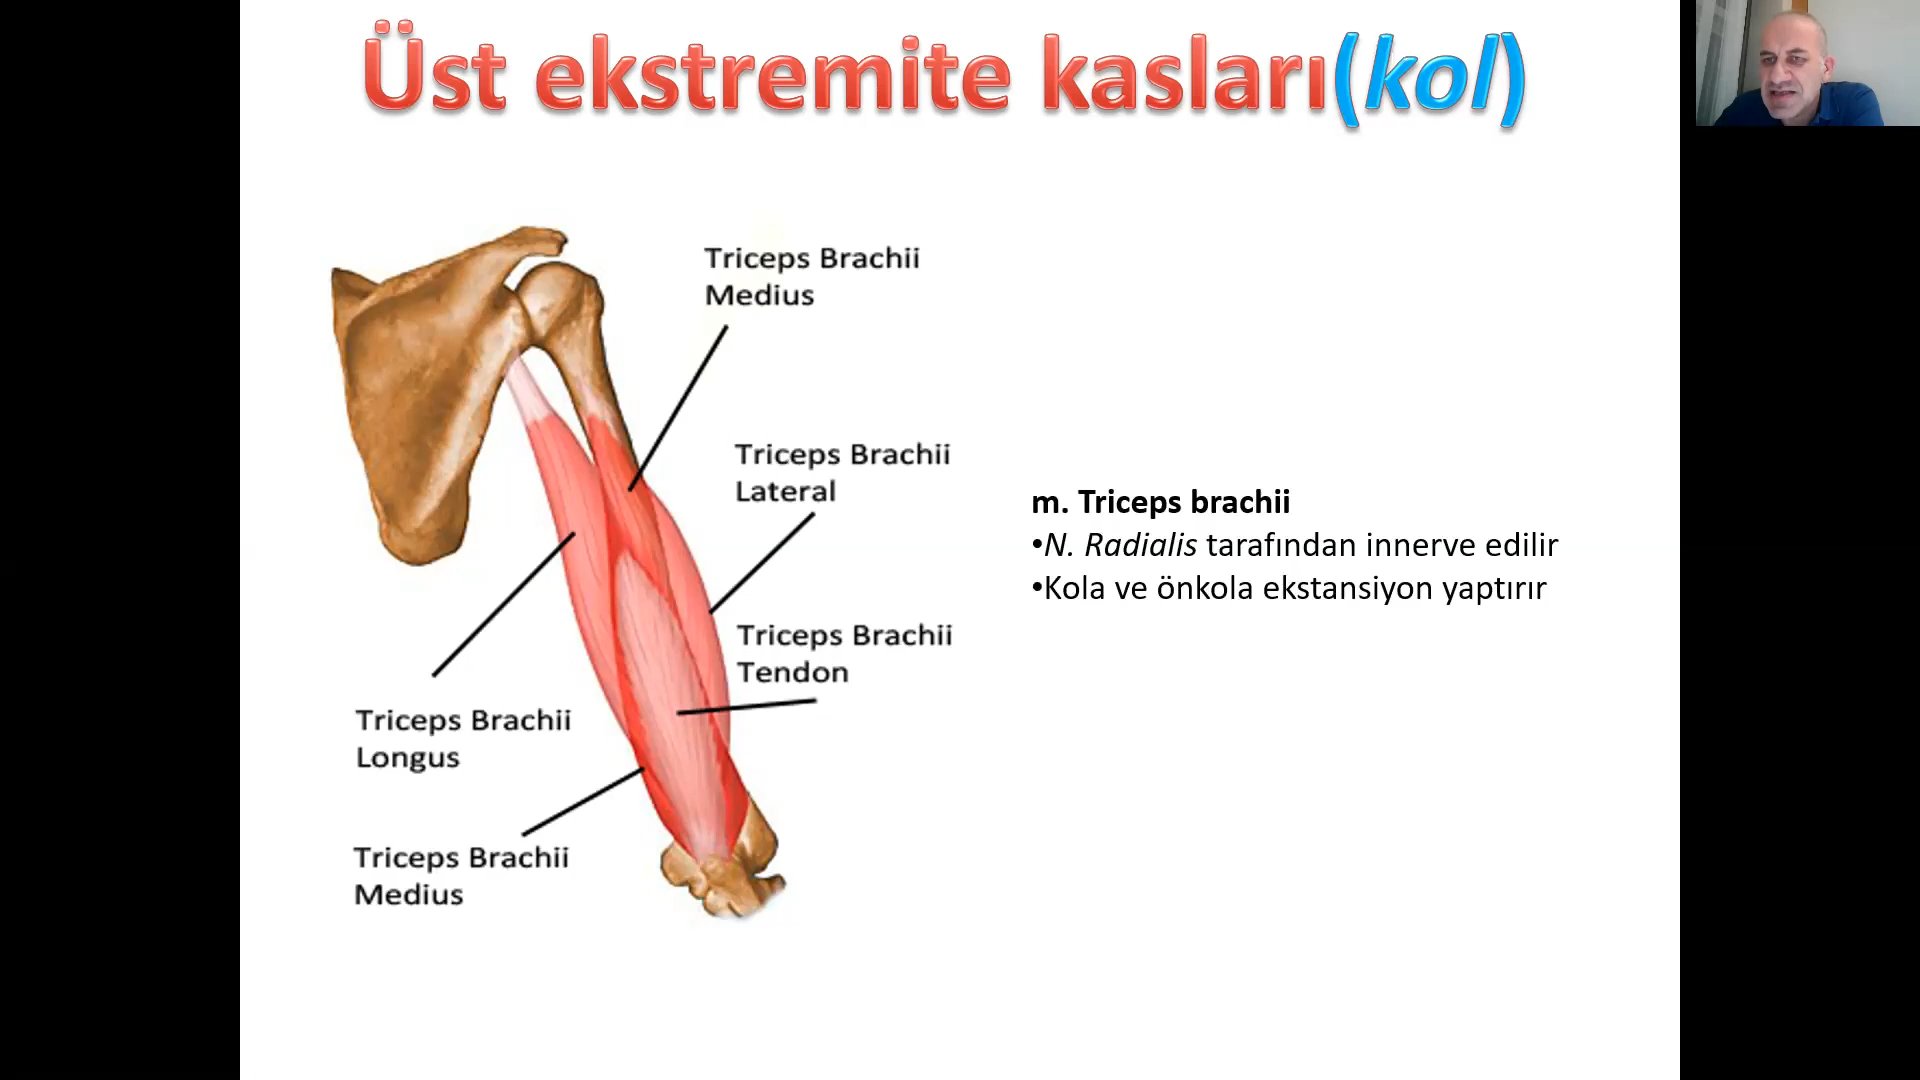 Üst ekstremite kasları(kol)
Triceps Brachii
Medius
Triceps Brachii
Lateral
Triceps Brachii
Tendon
Triceps Brachii
Longus
Triceps Brachii
Medius
m. Triceps brachii
•N. Radialis tarafından innerve edilir
•Kola ve önkola ekstansiyon yaptırır